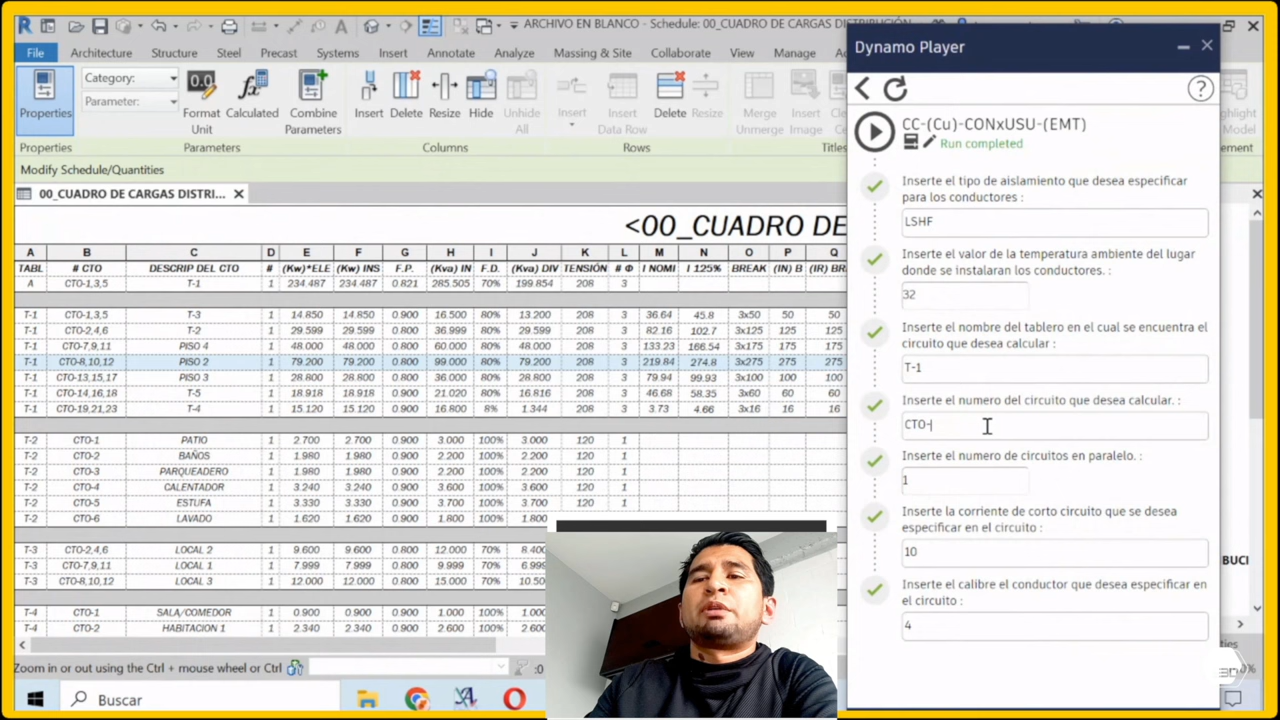 ARCHIVO EN BLANCO - Schedule: 00_CUADRO DE CARGAS DISTRIBUCIÓN...
File Architecture Structure Steel Precast Systems Insert Annotate Analyze Massing & Site Collaborate View Manage
Category:
Parameter:
Properties Format Unit Calculated Combine Parameters Insert Delete Resize Hide Unhide All Insert Insert Data Row Delete Merge Unmerge Insert Image
Properties Parameters Columns Rows
Modify Schedule/Quantities
00_CUADRO DE CARGAS DISTRI...
<00_CUADRO DE
A B C D E F G H I J K L M N O P Q
TABL # CTO DESCRIP DEL CTO # (Kw)*ELE (Kw) INS F.P. (Kva) IN F.D. (Kva) DIV TENSIÓN # Φ I NOMI I 125% BREAK (IN) B (IR) BR
A CTO-1,3,5 T-1 1 234.487 234.487 0.821 285.505 70% 199.854 208 3
T-1 CTO-1,3,5 T-3 1 14.850 14.850 0.900 16.500 80% 13.200 208 3 36.64 45.8 3x50 50 50
T-1 CTO-2,4,6 T-2 1 29.599 29.599 0.800 36.999 80% 29.599 208 3 82.16 102.7 3x125 125 125
T-1 CTO-7,9,11 PISO 4 1 48.000 48.000 0.800 60.000 80% 48.000 208 3 133.23 166.54 3x175 175 175
T-1 CTO-8,10,12 PISO 2 1 79.200 79.200 0.800 99.000 80% 79.200 208 3 219.84 274.8 3x275 275 275
T-1 CTO-13,15,17 PISO 3 1 28.800 28.800 0.800 36.000 80% 28.800 208 3 79.94 99.93 3x100 100 100
T-1 CTO-14,16,18 T-5 1 18.918 18.918 0.900 21.020 80% 16.816 208 3 46.68 58.35 3x60 60 60
T-1 CTO-19,21,23 T-4 1 15.120 15.120 0.900 16.800 8% 1.344 208 3 3.73 4.66 3x16 16 16
T-2 CTO-1 PATIO 1 2.700 2.700 0.900 3.000 100% 3.000 120 1
T-2 CTO-2 BAÑOS 1 1.980 1.980 0.900 2.200 100% 2.200 120 1
T-2 CTO-3 PARQUEADERO 1 1.980 1.980 0.900 2.200 100% 2.200 120 1
T-2 CTO-4 CALENTADOR 1 3.240 3.240 0.900 3.600 100% 3.600 120 1
T-2 CTO-5 ESTUFA 1 3.330 3.330 0.900 3.700 100% 3.700 120 1
T-2 CTO-6 LAVADO 1 1.620 1.620 0.900 1.800 100% 1.800
T-3 CTO-2,4,6 LOCAL 2 1 9.600 9.600 0.800 12.000 70% 8.400
T-3 CTO-7,9,11 LOCAL 1 1 7.999 7.999 0.800 9.999 70% 6.999
T-3 CTO-8,10,12 LOCAL 3 1 12.000 12.000 0.800 15.000 70% 10.50
T-4 CTO-1 SALA/COMEDOR 1 0.900 0.900 0.900 1.000 100% 1.000
T-4 CTO-2 HABITACION 1 1 2.340 2.340 0.900 2.600 100% 2.600
Zoom in or out using the Ctrl + mouse wheel or Ctrl :0
Buscar
Dynamo Player
CC-(Cu)-CONxUSU-(EMT)
Run completed
Inserte el tipo de aislamiento que desea especificar
para los conductores :
LSHF
Inserte el valor de la temperatura ambiente del lugar
donde se instalaran los conductores. :
32
Inserte el nombre del tablero en el cual se encuentra el
circuito que desea calcular :
T-1
Inserte el numero del circuito que desea calcular. :
CTO-
Inserte el numero de circuitos en paralelo. :
1
Inserte la corriente de corto circuito que se desea
especificar en el circuito :
10
Inserte el calibre el conductor que desea especificar en
el circuito :
4
BUCI